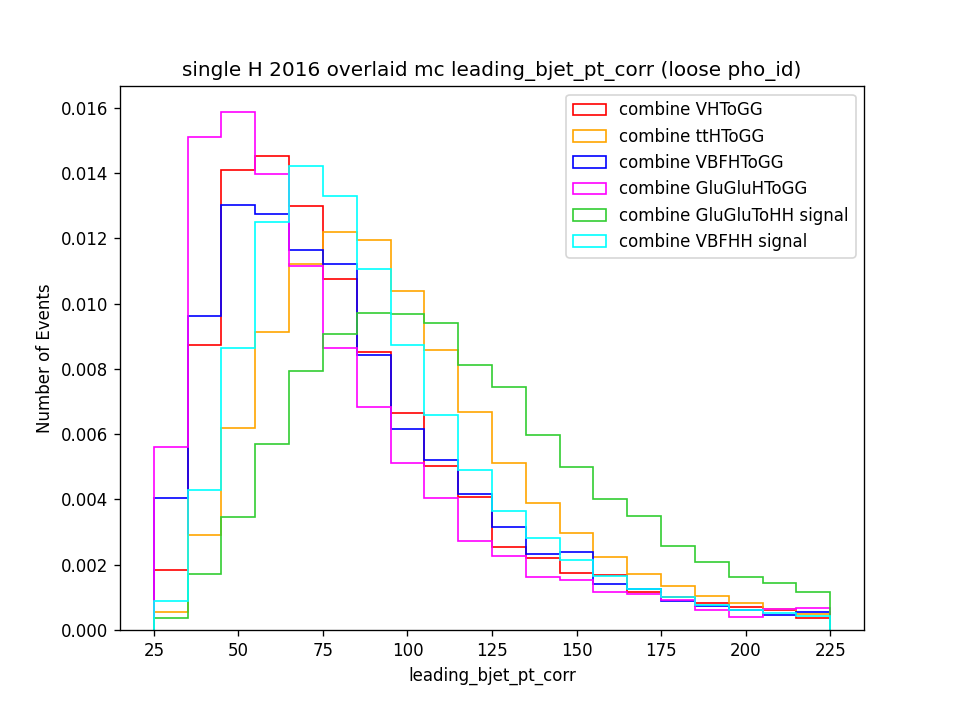 single H 2016 overlaid mc leading_bjet_pt_corr (loose pho_id)
combine VHToGG
combine ttHToGG
combine VBFHToGG
combine GluGluHToGG
combine GluGluToHH signal
combine VBFHH signal
Number of Events
0.016
0.014
0.012
0.010
0.008
0.006
0.004
0.002
0.000
25 50 75 100 125 150 175 200 225
leading_bjet_pt_corr